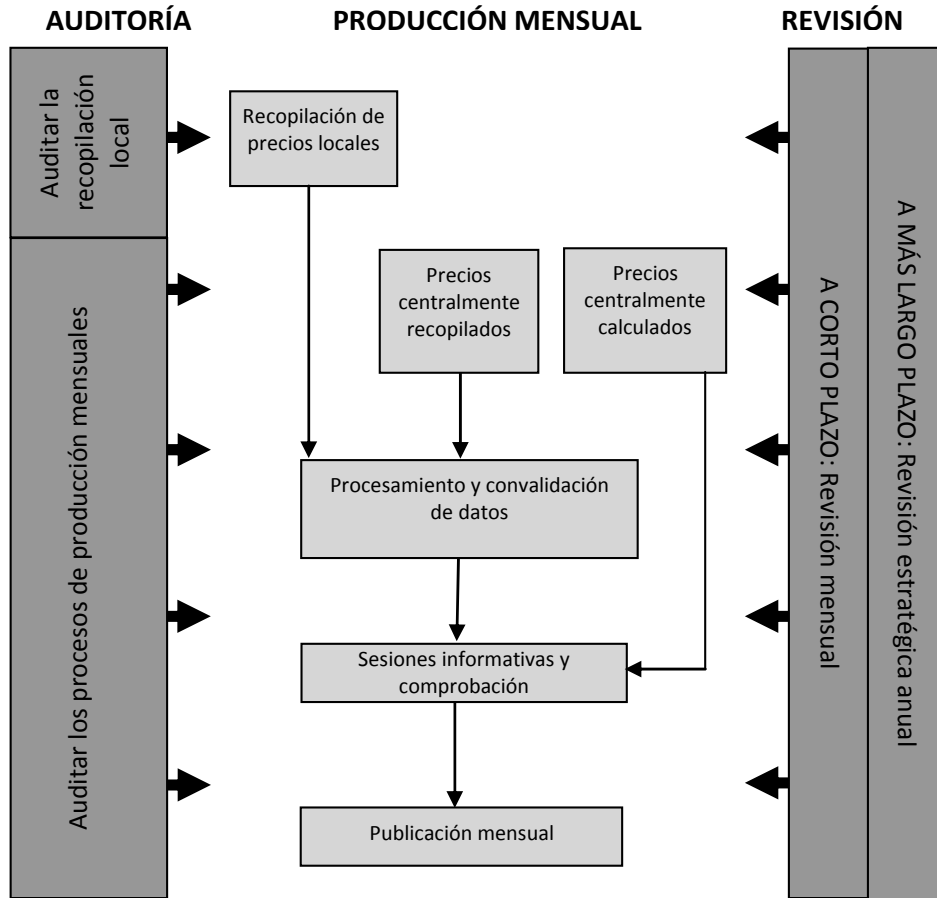 AUDITORÍA
PRODUCCIÓN MENSUAL
REVISIÓN
Auditar la
recopilación
local
Auditar los procesos de producción mensuales
Recopilación de
precios locales
Precios
centralmente
recopilados
Precios
centralmente
calculados
Procesamiento y convalidación
de datos
Sesiones informativas y
comprobación
Publicación mensual
A CORTO PLAZO: Revisión mensual
A MÁS LARGO PLAZO: Revisión estratégica anual